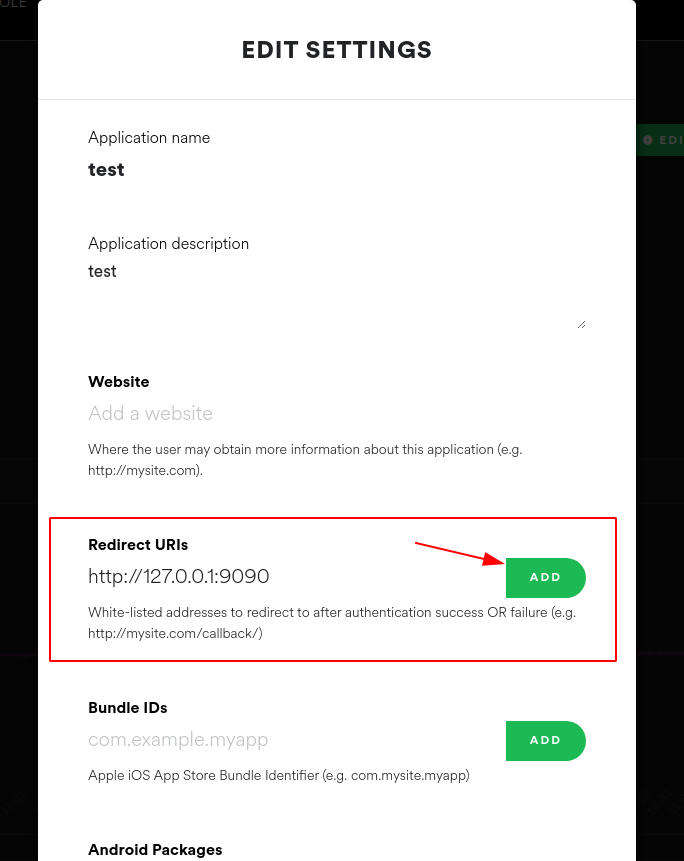 OLE
EDIT SETTINGS
Application name
test
EDI
Application description
test
Website
Add a website
Where the user may obtain more information about this application (e.g.
http://mysite.com).
Redirect URIs
http://127.0.0.1:9090
ADD
White-listed addresses to redirect to after authentication success OR failure (e.g.
http://mysite.com/callback/)
Bundle IDs
com.example.myapp
ADD
Apple iOS App Store Bundle Identifier (e.g. com.mysite.myapp)
Android Packages